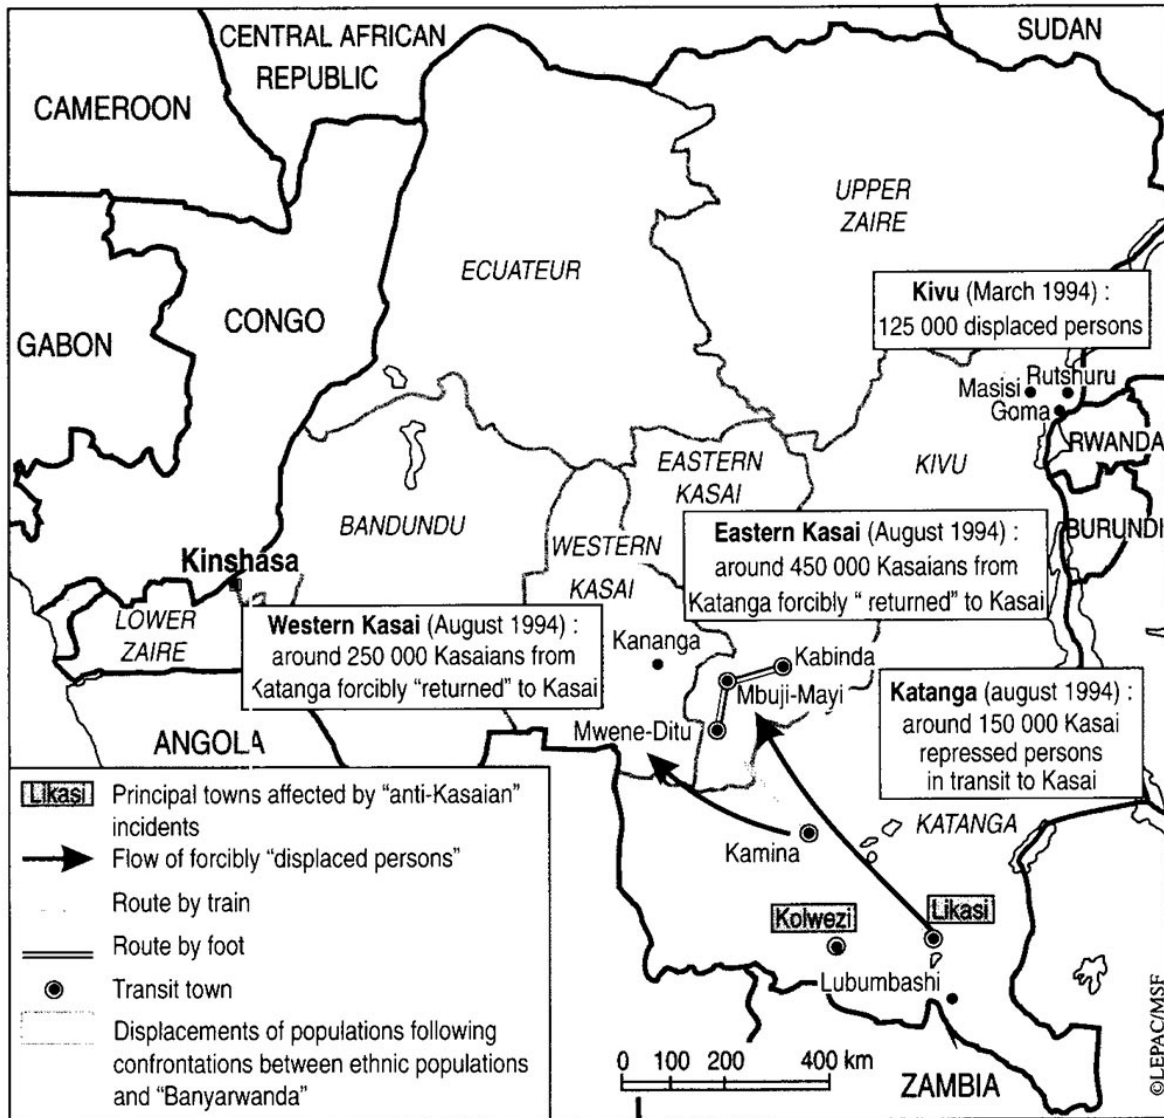 CENTRAL AFRICAN
REPUBLIC
SUDAN
CAMEROON
UPPER
ZAIRE
ECUATEUR
Kivu (March 1994) :
125 000 displaced persons
CONGO
GABON
Masisi
Rutshuru
Goma
RWANDA
EASTERN
KASAI
KIVU
BANDUNDU
Eastern Kasai (August 1994) :
around 450 000 Kasaians from
Katanga forcibly “ returned” to Kasai
BURUNDI
WESTERN
KASAI
Kinshasa
LOWER
ZAIRE
Western Kasai (August 1994) :
around 250 000 Kasaians from
Katanga forcibly “returned” to Kasai
Kananga
Kabinda
Mbuji-Mayi
Katanga (august 1994) :
around 150 000 Kasai
repressed persons
in transit to Kasai
Mwene-Ditu
ANGOLA
KATANGA
Kamina
Kolwezi
Likasi
Lubumbashi
Likasi Principal towns affected by “anti-Kasaian”
incidents
Flow of forcibly “displaced persons”
Route by train
Route by foot
Transit town
Displacements of populations following
confrontations between ethnic populations
and “Banyarwanda”
0 100 200 400 km
ZAMBIA
©LEPAC/MSF